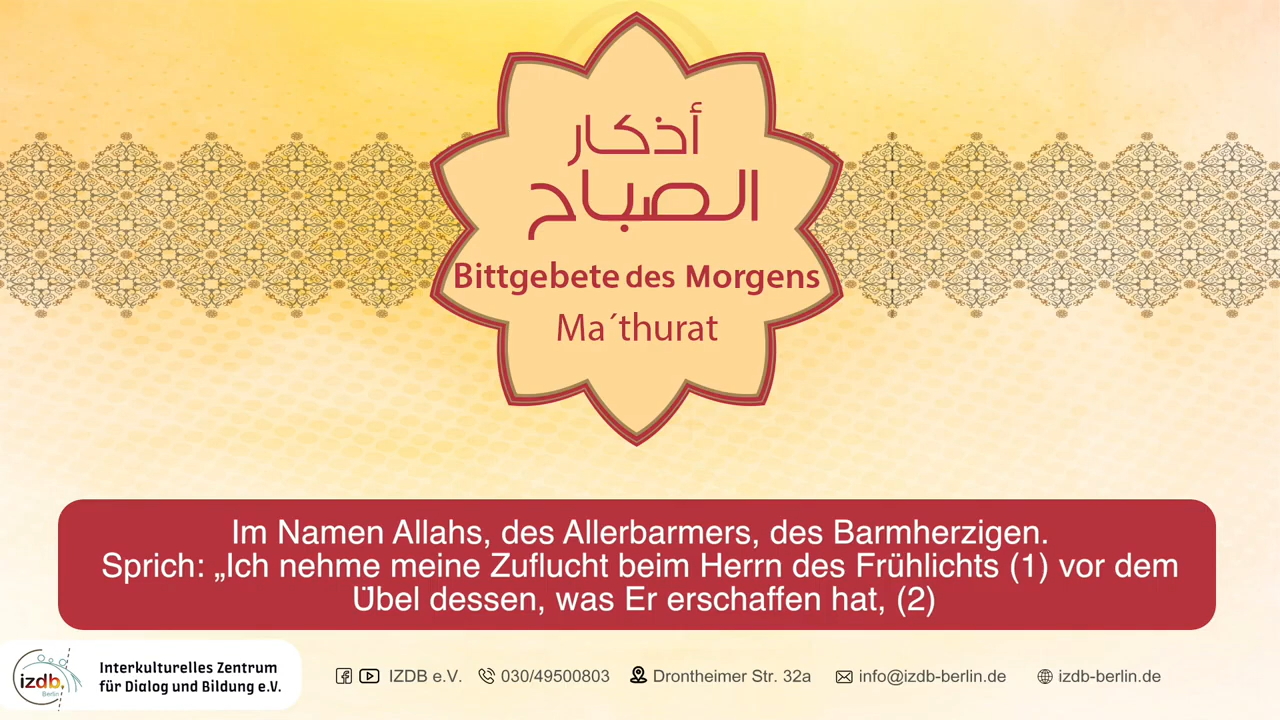 أذكار
الصباح
Bittgebete des Morgens
Ma´thurat
Im Namen Allahs, des Allerbarmers, des Barmherzigen.
Sprich: „Ich nehme meine Zuflucht beim Herrn des Frühlichts (1) vor dem
Übel dessen, was Er erschaffen hat, (2)
izdb
Berlin
Interkulturelles Zentrum
für Dialog und Bildung e.V.
IZDB e.V. 030/49500803 Drontheimer Str. 32a info@izdb-berlin.de izdb-berlin.de